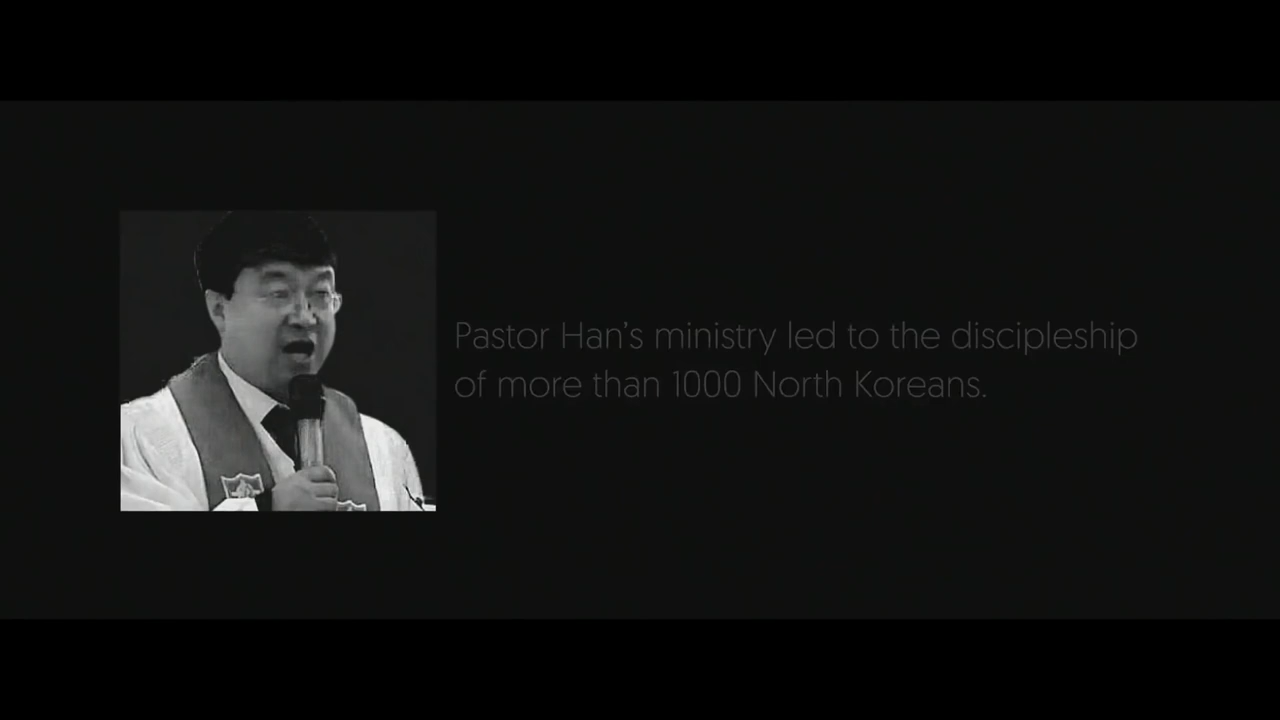 Pastor Han’s ministry led to the discipleship
of more than 1000 North Koreans.